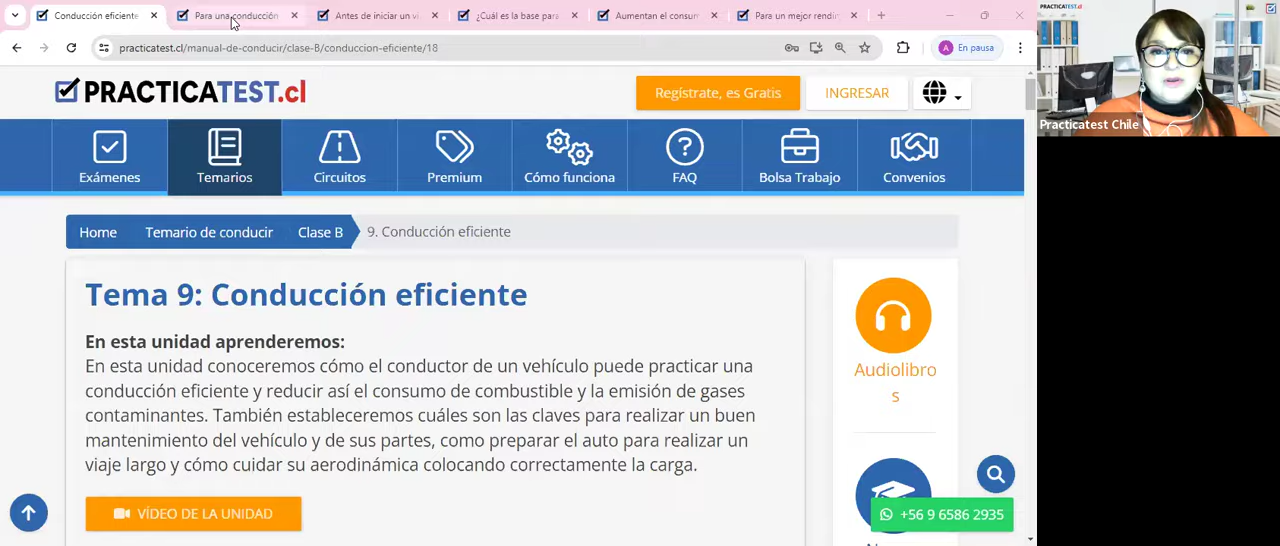 Conducción eficiente
Para una conducción
Antes de iniciar un vi
¿Cuál es la base para
Aumentan el consum
Para un mejor rendin
practicatest.cl/manual-de-conducir/clase-B/conduccion-eficiente/18
A
En pausa
PRACTICATEST.cl
Regístrate, es Gratis
INGRESAR
Exámenes
Temarios
Circuitos
Premium
Cómo funciona
FAQ
Bolsa Trabajo
Convenios
Home
Temario de conducir
Clase B
9. Conducción eficiente
Tema 9: Conducción eficiente
En esta unidad aprenderemos:
En esta unidad conoceremos cómo el conductor de un vehículo puede practicar una
conducción eficiente y reducir así el consumo de combustible y la emisión de gases
contaminantes. También estableceremos cuáles son las claves para realizar un buen
mantenimiento del vehículo y de sus partes, como preparar el auto para realizar un
viaje largo y cómo cuidar su aerodinámica colocando correctamente la carga.
VÍDEO DE LA UNIDAD
Audiolibro
s
+56 9 6586 2935
PRACTICATEST.cl
Practicatest Chile